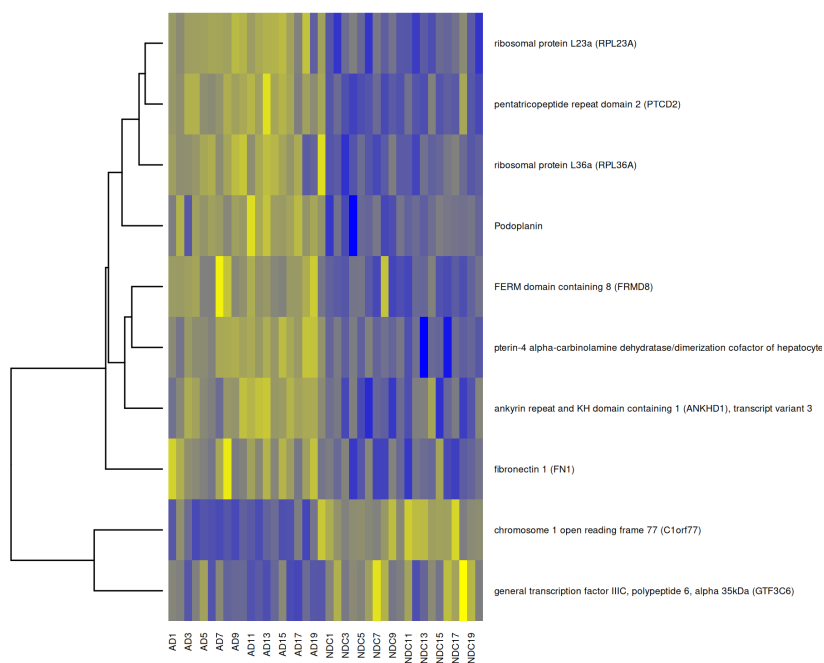 ribosomal protein L23a (RPL23A)
pentatricopeptide repeat domain 2 (PTCD2)
ribosomal protein L36a (RPL36A)
Podoplanin
FERM domain containing 8 (FRMD8)
pterin-4 alpha-carbinolamine dehydratase/dimerization cofactor of hepatocyte
ankyrin repeat and KH domain containing 1 (ANKHD1), transcript variant 3
fibronectin 1 (FN1)
chromosome 1 open reading frame 77 (C1orf77)
general transcription factor IIIC, polypeptide 6, alpha 35kDa (GTF3C6)
AD1
AD3
AD5
AD7
AD9
AD11
AD13
AD15
AD17
AD19
NDC1
NDC3
NDC5
NDC7
NDC9
NDC11
NDC13
NDC15
NDC17
NDC19